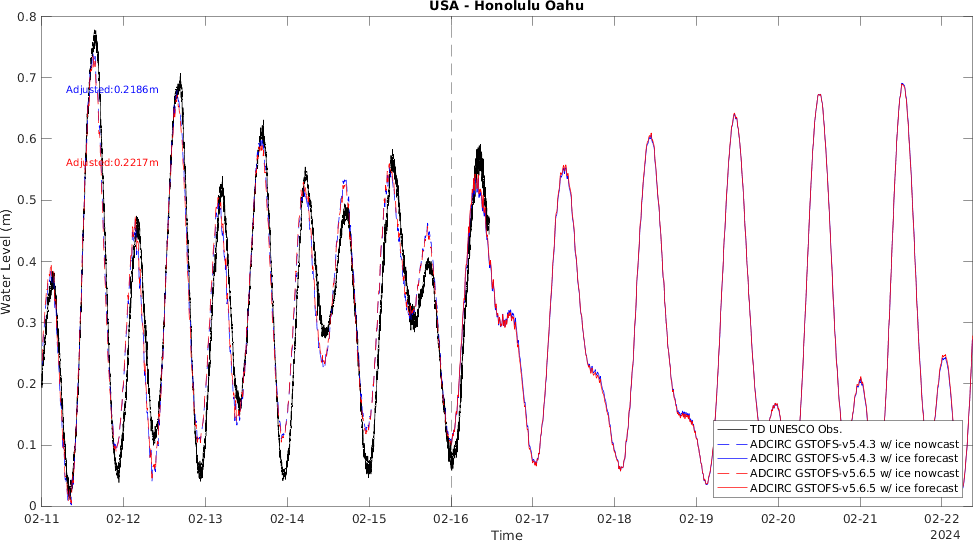 USA - Honolulu Oahu
0.8
0.7
Adjusted:0.2186m
0.6
Adjusted:0.2217m
0.5
Water Level (m)
0.4
0.3
0.2
0.1
0
TD UNESCO Obs.
ADCIRC GSTOFS-v5.4.3 w/ ice nowcast
ADCIRC GSTOFS-v5.4.3 w/ ice forecast
ADCIRC GSTOFS-v5.6.5 w/ ice nowcast
ADCIRC GSTOFS-v5.6.5 w/ ice forecast
02-11 02-12 02-13 02-14 02-15 02-16 02-17 02-18 02-19 02-20 02-21 02-22
2024
Time